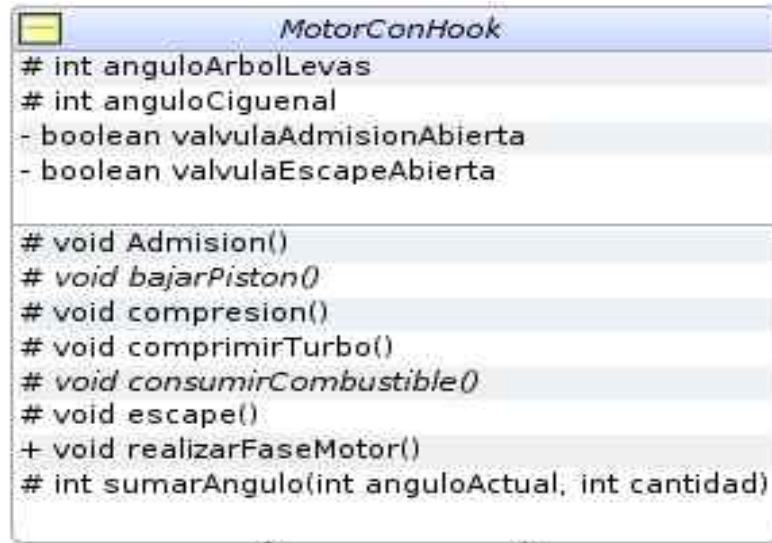 MotorConHook
# int anguloArbolLevas
# int anguloCiguenal
- boolean valvulaAdmisionAbierta
- boolean valvulaEscapeAbierta
# void Admision()
# void bajarPiston()
# void compresion()
# void comprimirTurbo()
# void consumirCombustible()
# void escape()
+ void realizarFaseMotor()
# int sumarAngulo(int anguloActual, int cantidad)